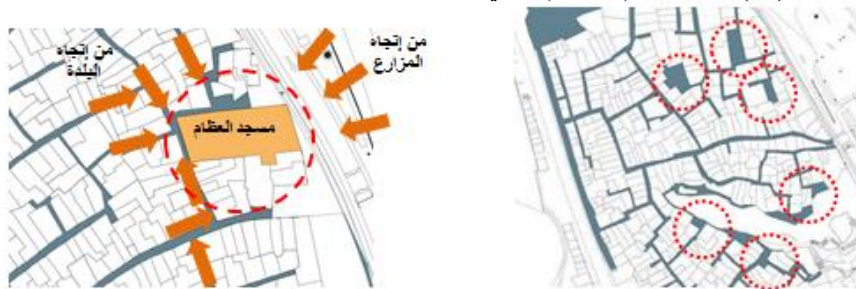 من إتجاه
المزارع
من إتجاه
البلدة
مسجد العظام